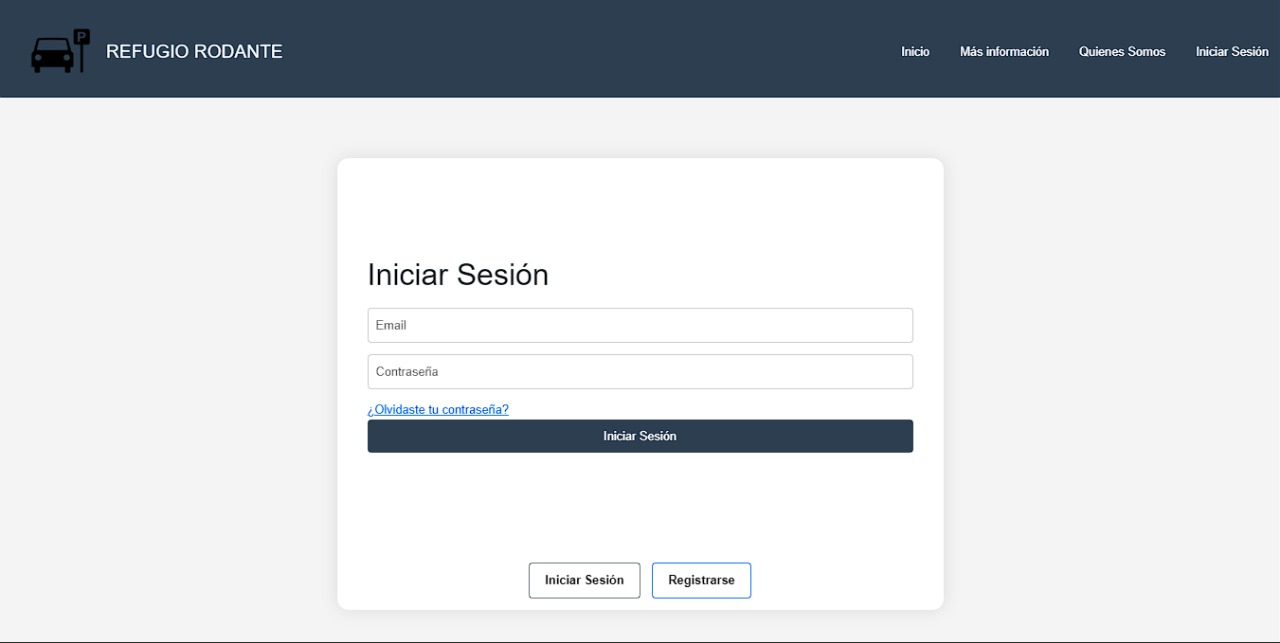 P
REFUGIO RODANTE
Inicio
Más información
Quienes Somos
Iniciar Sesión
Iniciar Sesión
Email
Contraseña
¿Olvidaste tu contraseña?
Iniciar Sesión
Iniciar Sesión
Registrarse